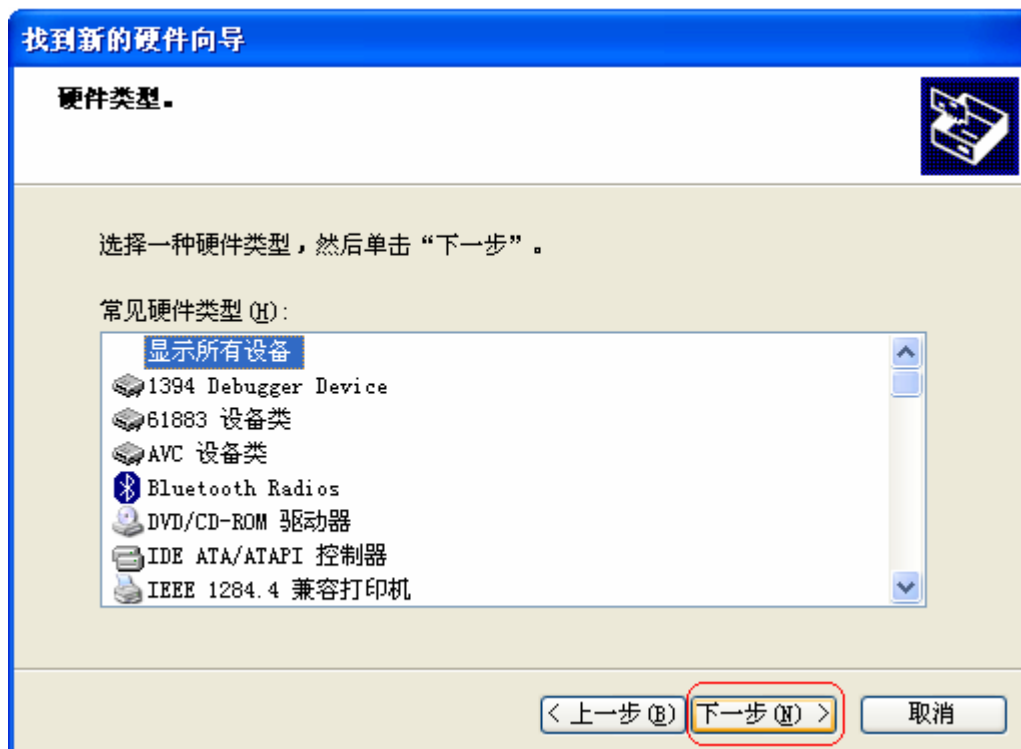 找到新的硬件向导
硬件类型。
选择一种硬件类型，然后单击“下一步”。
常见硬件类型(H):
显示所有设备
1394 Debugger Device
61883 设备类
AVC 设备类
Bluetooth Radios
DVD/CD-ROM 驱动器
IDE ATA/ATAPI 控制器
IEEE 1284.4 兼容打印机
< 上一步(B) 下一步(N) > 取消